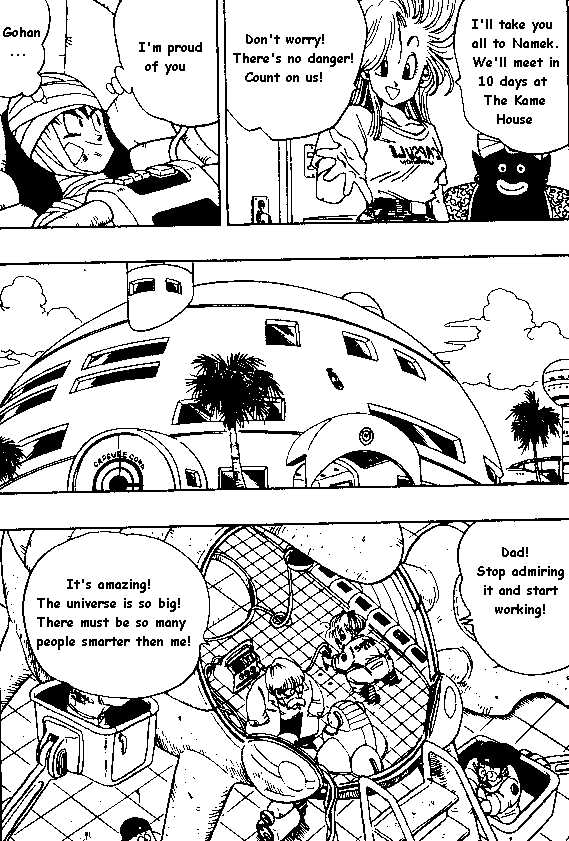 Gohan
...
I'm proud
of you
Don't worry!
There's no danger!
Count on us!
I'll take you
all to Namek.
We'll meet in
10 days at
The Kame
House
CAPSULE CORP.
It's amazing!
The universe is so big!
There must be so many
people smarter then me!
Dad!
Stop admiring
it and start
working!